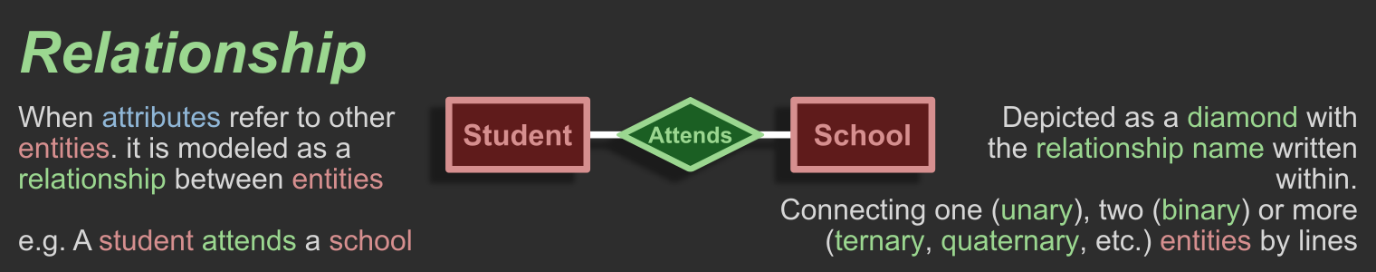 Relationship
When attributes refer to other
entities. it is modeled as a
relationship between entities
e.g. A student attends a school
Student
Attends
School
Depicted as a diamond with
the relationship name written
within.
Connecting one (unary), two (binary) or more
(ternary, quaternary, etc.) entities by lines